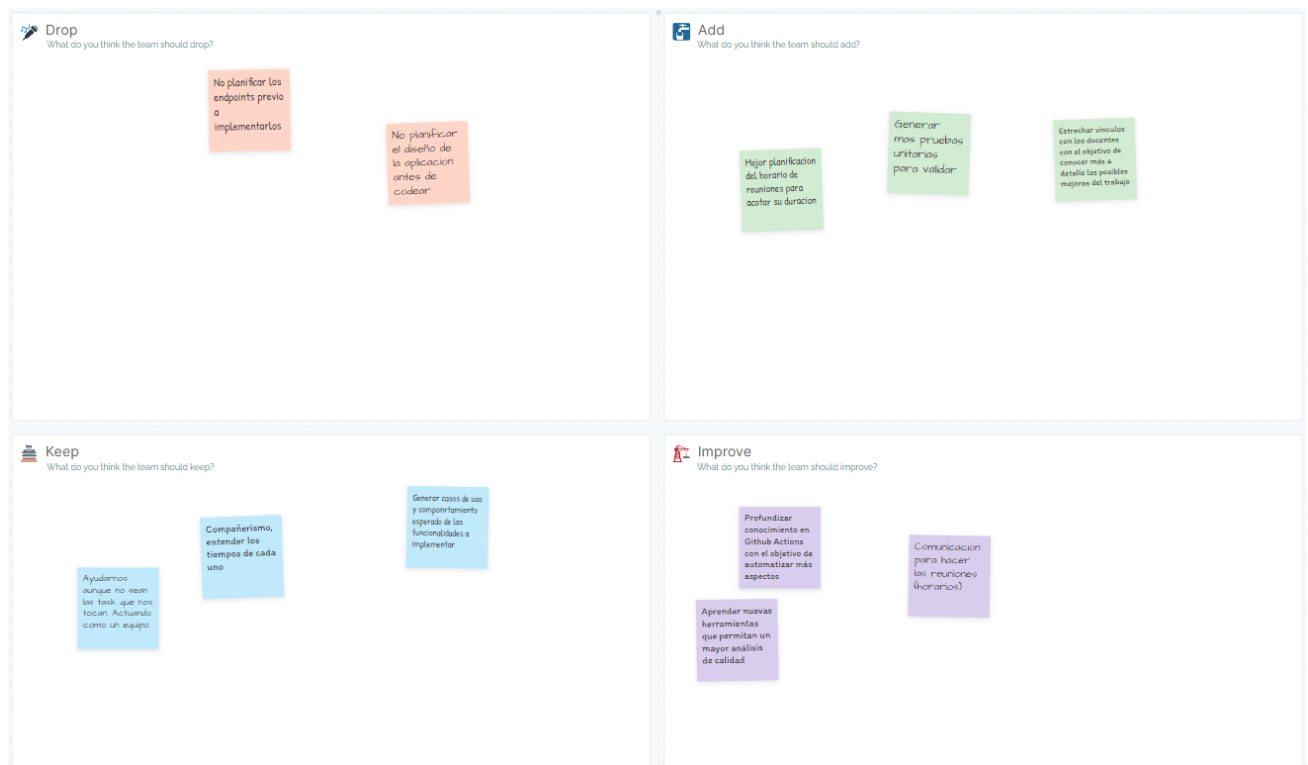 Drop
What do you think the team should drop?
No planificar los
endpoints previo
a
implementarlos
No planificar
el diseño de
la aplicacion
antes de
codear
Add
What do you think the team should add?
Mejor planificacion
del horario de
reuniones para
acotar su duracion
Generar
mas pruebas
unitarias
para validar
Estrechar vínculos
con los docentes
con el objetivo de
conocer más a
detalle las posibles
mejoras del trabajo
Keep
What do you think the team should keep?
Ayudarnos
aunque no sean
las task que nos
tocan. Actuando
como un equipo
Compañerismo,
entender los
tiempos de cada
uno
Generar casos de uso
y comporntamiento
esperado de las
funcionalidades a
implementar
Improve
What do you think the team should improve?
Profundizar
conocimiento en
Github Actions
con el objetivo de
automatizar más
aspectos
Aprender nuevas
herramientas
que permitan un
mayor análisis
de calidad
Comunicacion
para hacer
las reuniones
(horarios)